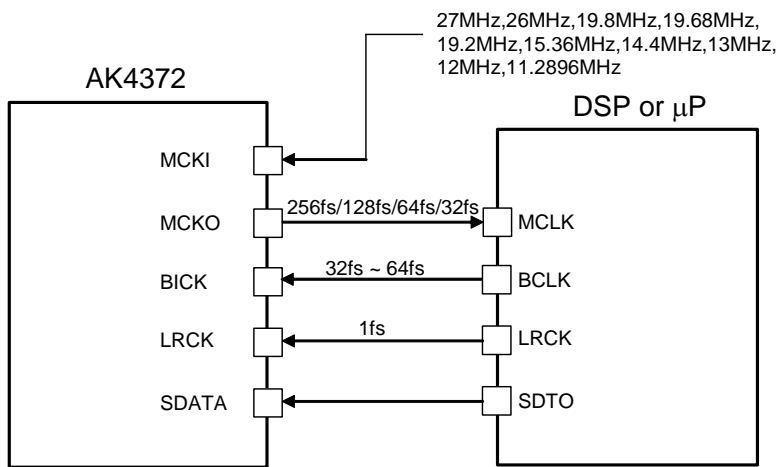 27MHz,26MHz,19.8MHz,19.68MHz,
19.2MHz,15.36MHz,14.4MHz,13MHz,
12MHz,11.2896MHz
AK4372
DSP or μP
MCKI
MCKO
256fs/128fs/64fs/32fs
MCLK
BICK
32fs ~ 64fs
BCLK
LRCK
1fs
LRCK
SDATA
SDTO